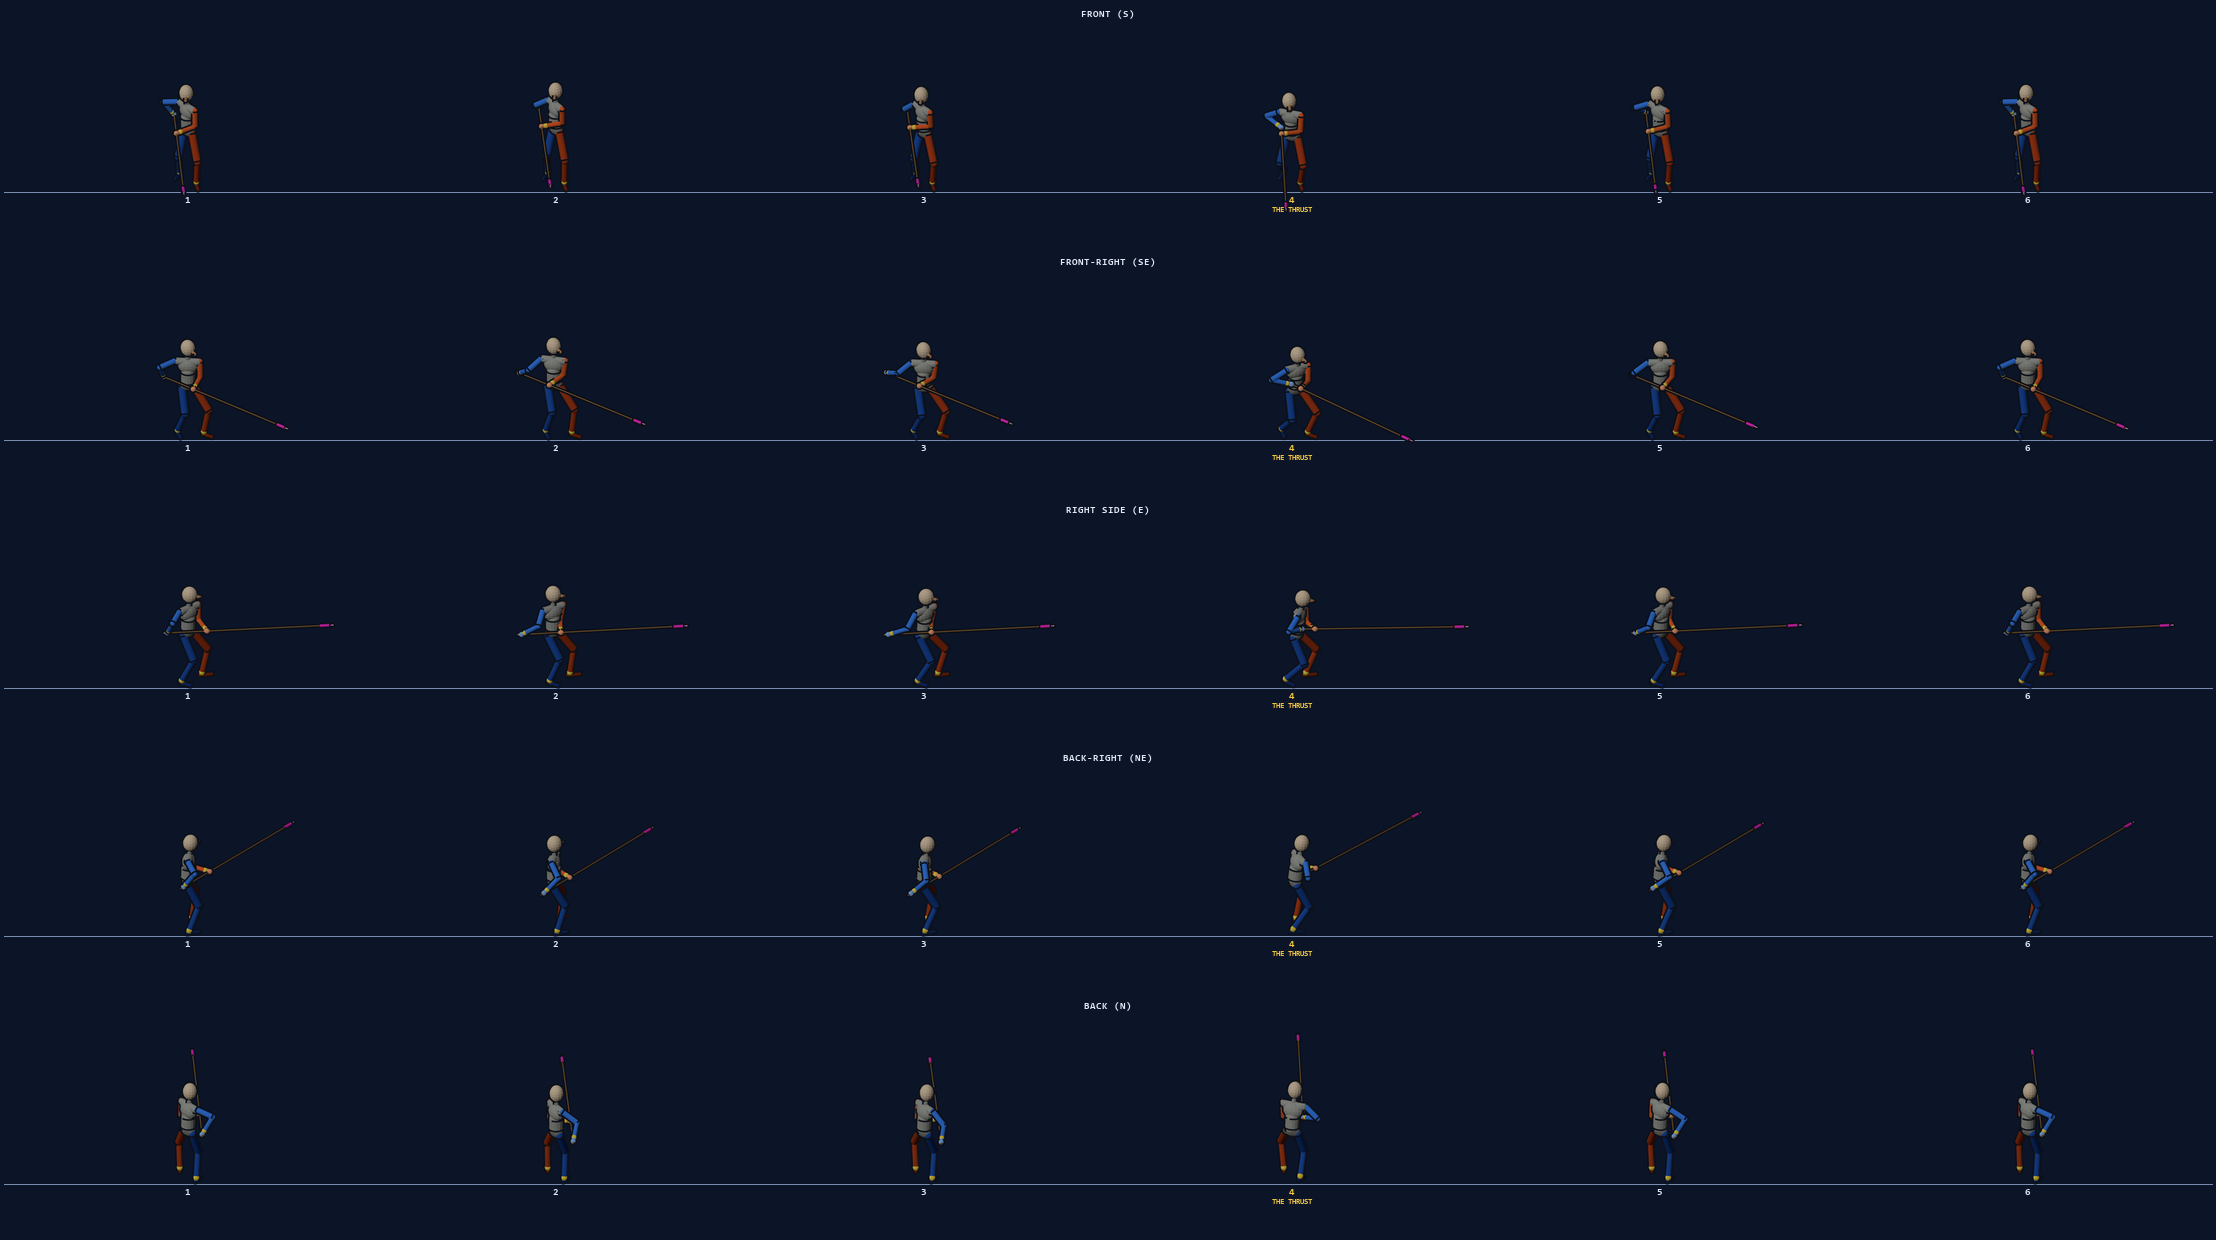 FRONT (S)
1 2 3 4 5 6
THE THRUST
FRONT-RIGHT (SE)
1 2 3 4 5 6
THE THRUST
RIGHT SIDE (E)
1 2 3 4 5 6
THE THRUST
BACK-RIGHT (NE)
1 2 3 4 5 6
THE THRUST
BACK (N)
1 2 3 4 5 6
THE THRUST